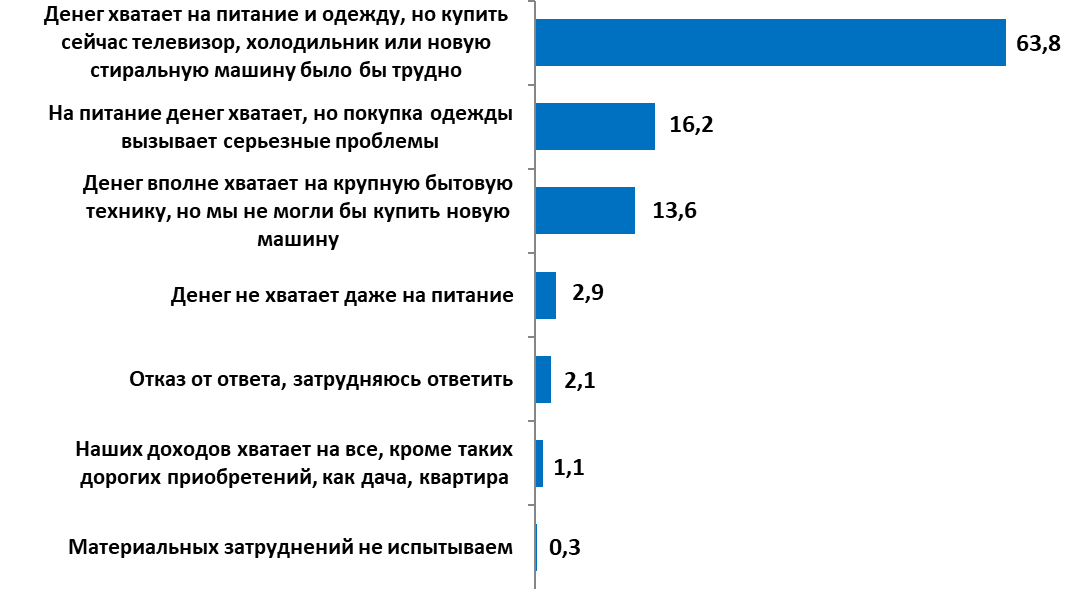 Денег хватает на питание и одежду, но купить
сейчас телевизор, холодильник или новую
стиральную машину было бы трудно
63,8
На питание денег хватает, но покупка одежды
вызывает серьезные проблемы
16,2
Денег вполне хватает на крупную бытовую
технику, но мы не могли бы купить новую
машину
13,6
Денег не хватает даже на питание
2,9
Отказ от ответа, затрудняюсь ответить
2,1
Наших доходов хватает на все, кроме таких
дорогих приобретений, как дача, квартира
1,1
Материальных затруднений не испытываем
0,3